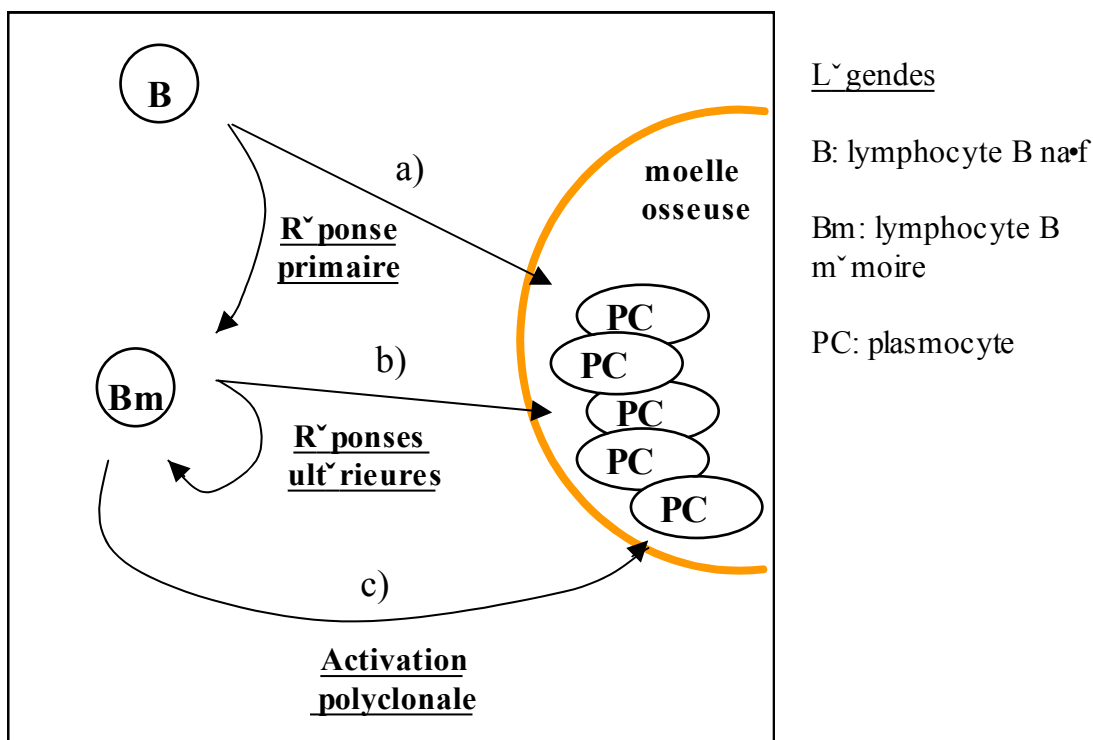 B
a)
moelle
osseuse
Rˇponse
primaire
PC
PC
PC
PC
PC
b)
Bm
Rˇponses
ultˇrieures
c)
Activation
polyclonale
Lˇgendes
B: lymphocyte B na•f
Bm: lymphocyte B
mˇmoire
PC: plasmocyte